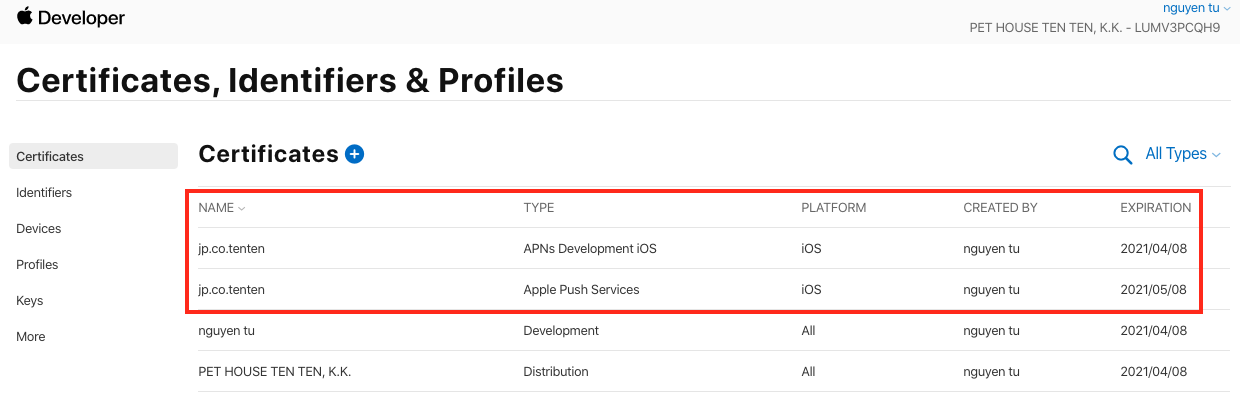 Developer
nguyen tu
PET HOUSE TEN TEN, K.K. - LUMV3PCQH9
Certificates, Identifiers & Profiles
Certificates
Identifiers
Devices
Profiles
Keys
More
Certificates
All Types
NAME TYPE PLATFORM CREATED BY EXPIRATION
jp.co.tenten APNs Development iOS iOS nguyen tu 2021/04/08
jp.co.tenten Apple Push Services iOS nguyen tu 2021/05/08
nguyen tu Development All nguyen tu 2021/04/08
PET HOUSE TEN TEN, K.K. Distribution All nguyen tu 2021/04/08